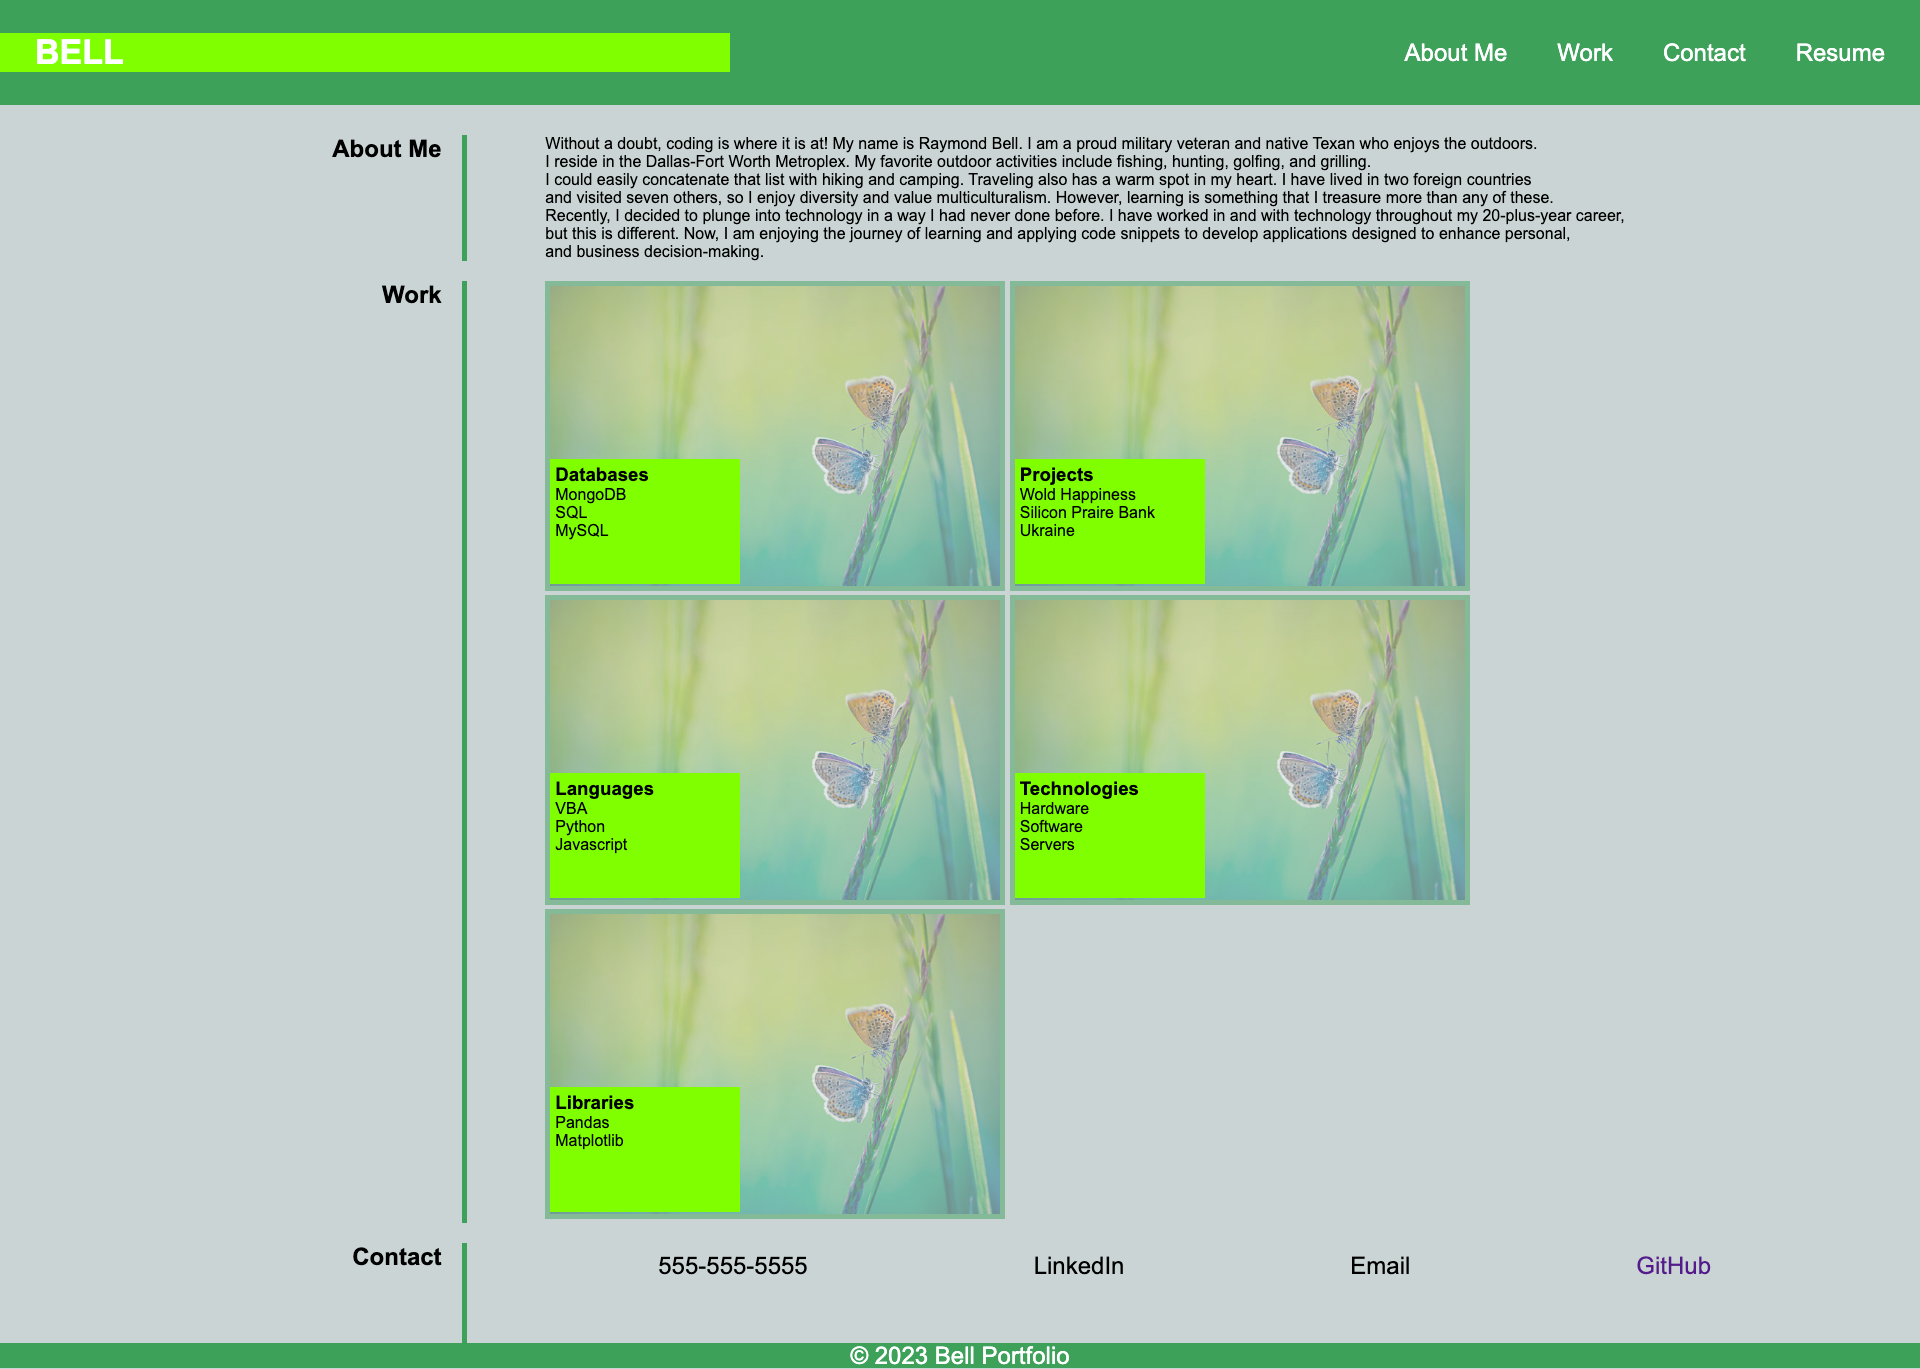 BELL
About Me Work Contact Resume
About Me
Without a doubt, coding is where it is at! My name is Raymond Bell. I am a proud military veteran and native Texan who enjoys the outdoors.
I reside in the Dallas-Fort Worth Metroplex. My favorite outdoor activities include fishing, hunting, golfing, and grilling.
I could easily concatenate that list with hiking and camping. Traveling also has a warm spot in my heart. I have lived in two foreign countries
and visited seven others, so I enjoy diversity and value multiculturalism. However, learning is something that I treasure more than any of these.
Recently, I decided to plunge into technology in a way I had never done before. I have worked in and with technology throughout my 20-plus-year career,
but this is different. Now, I am enjoying the journey of learning and applying code snippets to develop applications designed to enhance personal,
and business decision-making.
Work
Databases
MongoDB
SQL
MySQL
Projects
Wold Happiness
Silicon Praire Bank
Ukraine
Languages
VBA
Python
Javascript
Technologies
Hardware
Software
Servers
Libraries
Pandas
Matplotlib
Contact
555-555-5555 LinkedIn Email GitHub
© 2023 Bell Portfolio